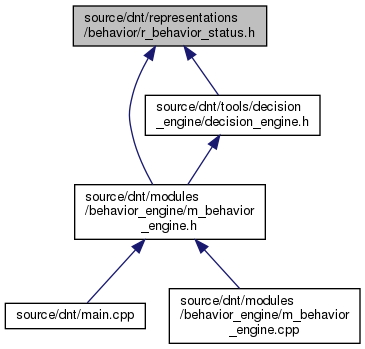 source/dnt/representations
/behavior/r_behavior_status.h
source/dnt/tools/decision
_engine/decision_engine.h
source/dnt/modules
/behavior_engine/m_behavior
_engine.h
source/dnt/main.cpp
source/dnt/modules
/behavior_engine/m_behavior
_engine.cpp